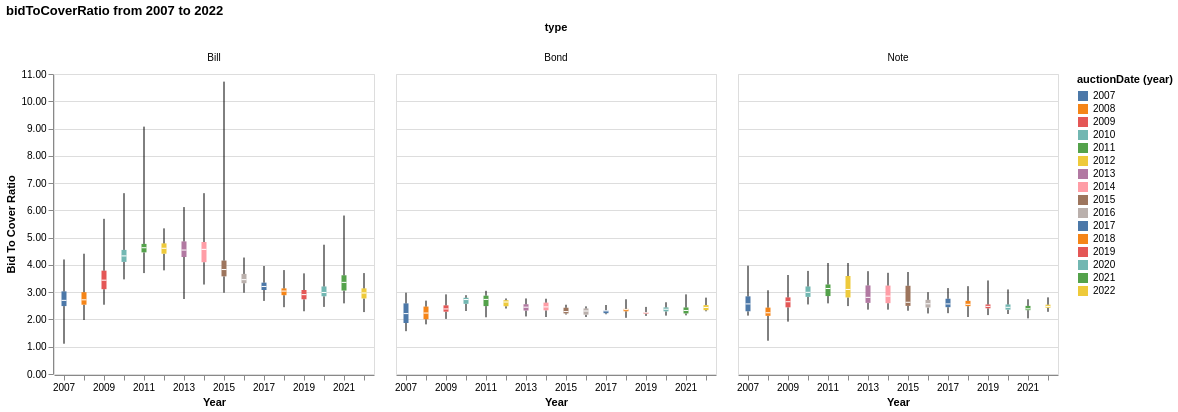 bidToCoverRatio from 2007 to 2022
type
Bill Bond Note
Bid To Cover Ratio
11.00
10.00
9.00
8.00
7.00
6.00
5.00
4.00
3.00
2.00
1.00
0.00
2007 2009 2011 2013 2015 2017 2019 2021
Year
2007 2009 2011 2013 2015 2017 2019 2021
Year
2007 2009 2011 2013 2015 2017 2019 2021
Year
auctionDate (year)
2007
2008
2009
2010
2011
2012
2013
2014
2015
2016
2017
2018
2019
2020
2021
2022